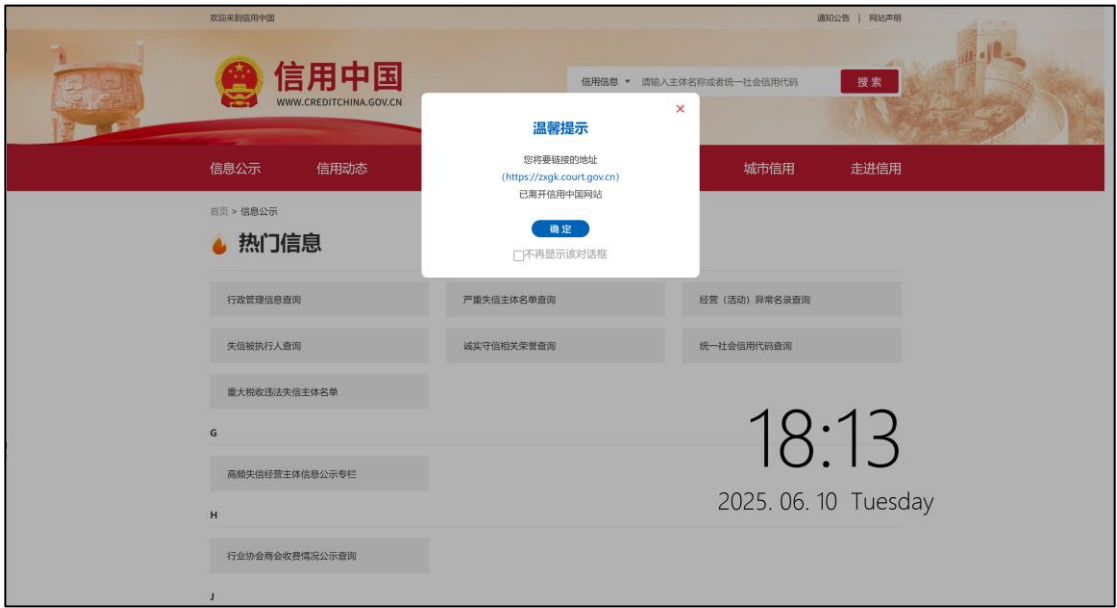 欢迎来到信用中国
通知公告 | 网站声明
信用中国
WWW.CREDITCHINA.GOV.CN
信用信息 请输入主体名称或者统一社会信用代码 搜索
信息公示 信用动态 城市信用 走进信用
×
温馨提示
您将要链接的地址
(https://zxgk.court.gov.cn)
已离开信用中国网站
确定
不再显示该对话框
首页 > 信息公示
热门信息
行政管理信息查询 严重失信主体名单查询 经营（活动）异常名录查询
失信被执行人查询 诚实守信相关荣誉查询 统一社会信用代码查询
重大税收违法失信主体名单
G
高频失信经营主体信息公示专栏
H
行业协会商会收费情况公示查询
J
18:13
2025. 06. 10 Tuesday